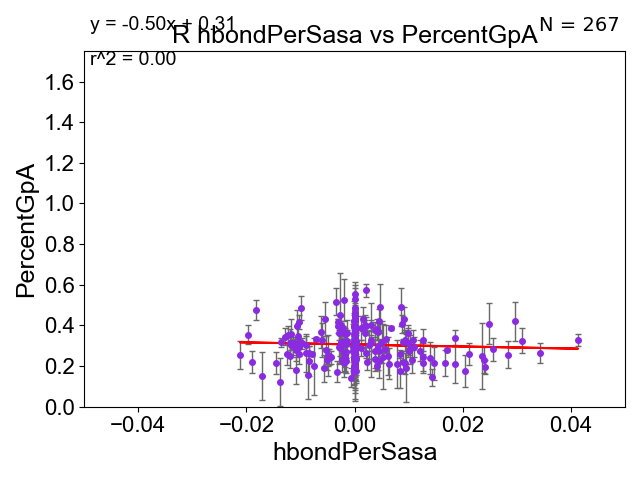 y = -0.50x + 0.31
R hbondPerSasa vs PercentGpA
N = 267
r^2 = 0.00
PercentGpA
1.6
1.4
1.2
1.0
0.8
0.6
0.4
0.2
0.0
−0.04 −0.02 0.00 0.02 0.04
hbondPerSasa